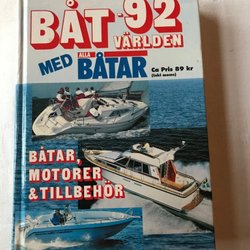 BÅT -92
VÄRLDEN
MED ALLA BÅTAR
Ca Pris 89 kr
(inkl moms)
BÅTAR,
MOTORER...
& TILLBEHÖR